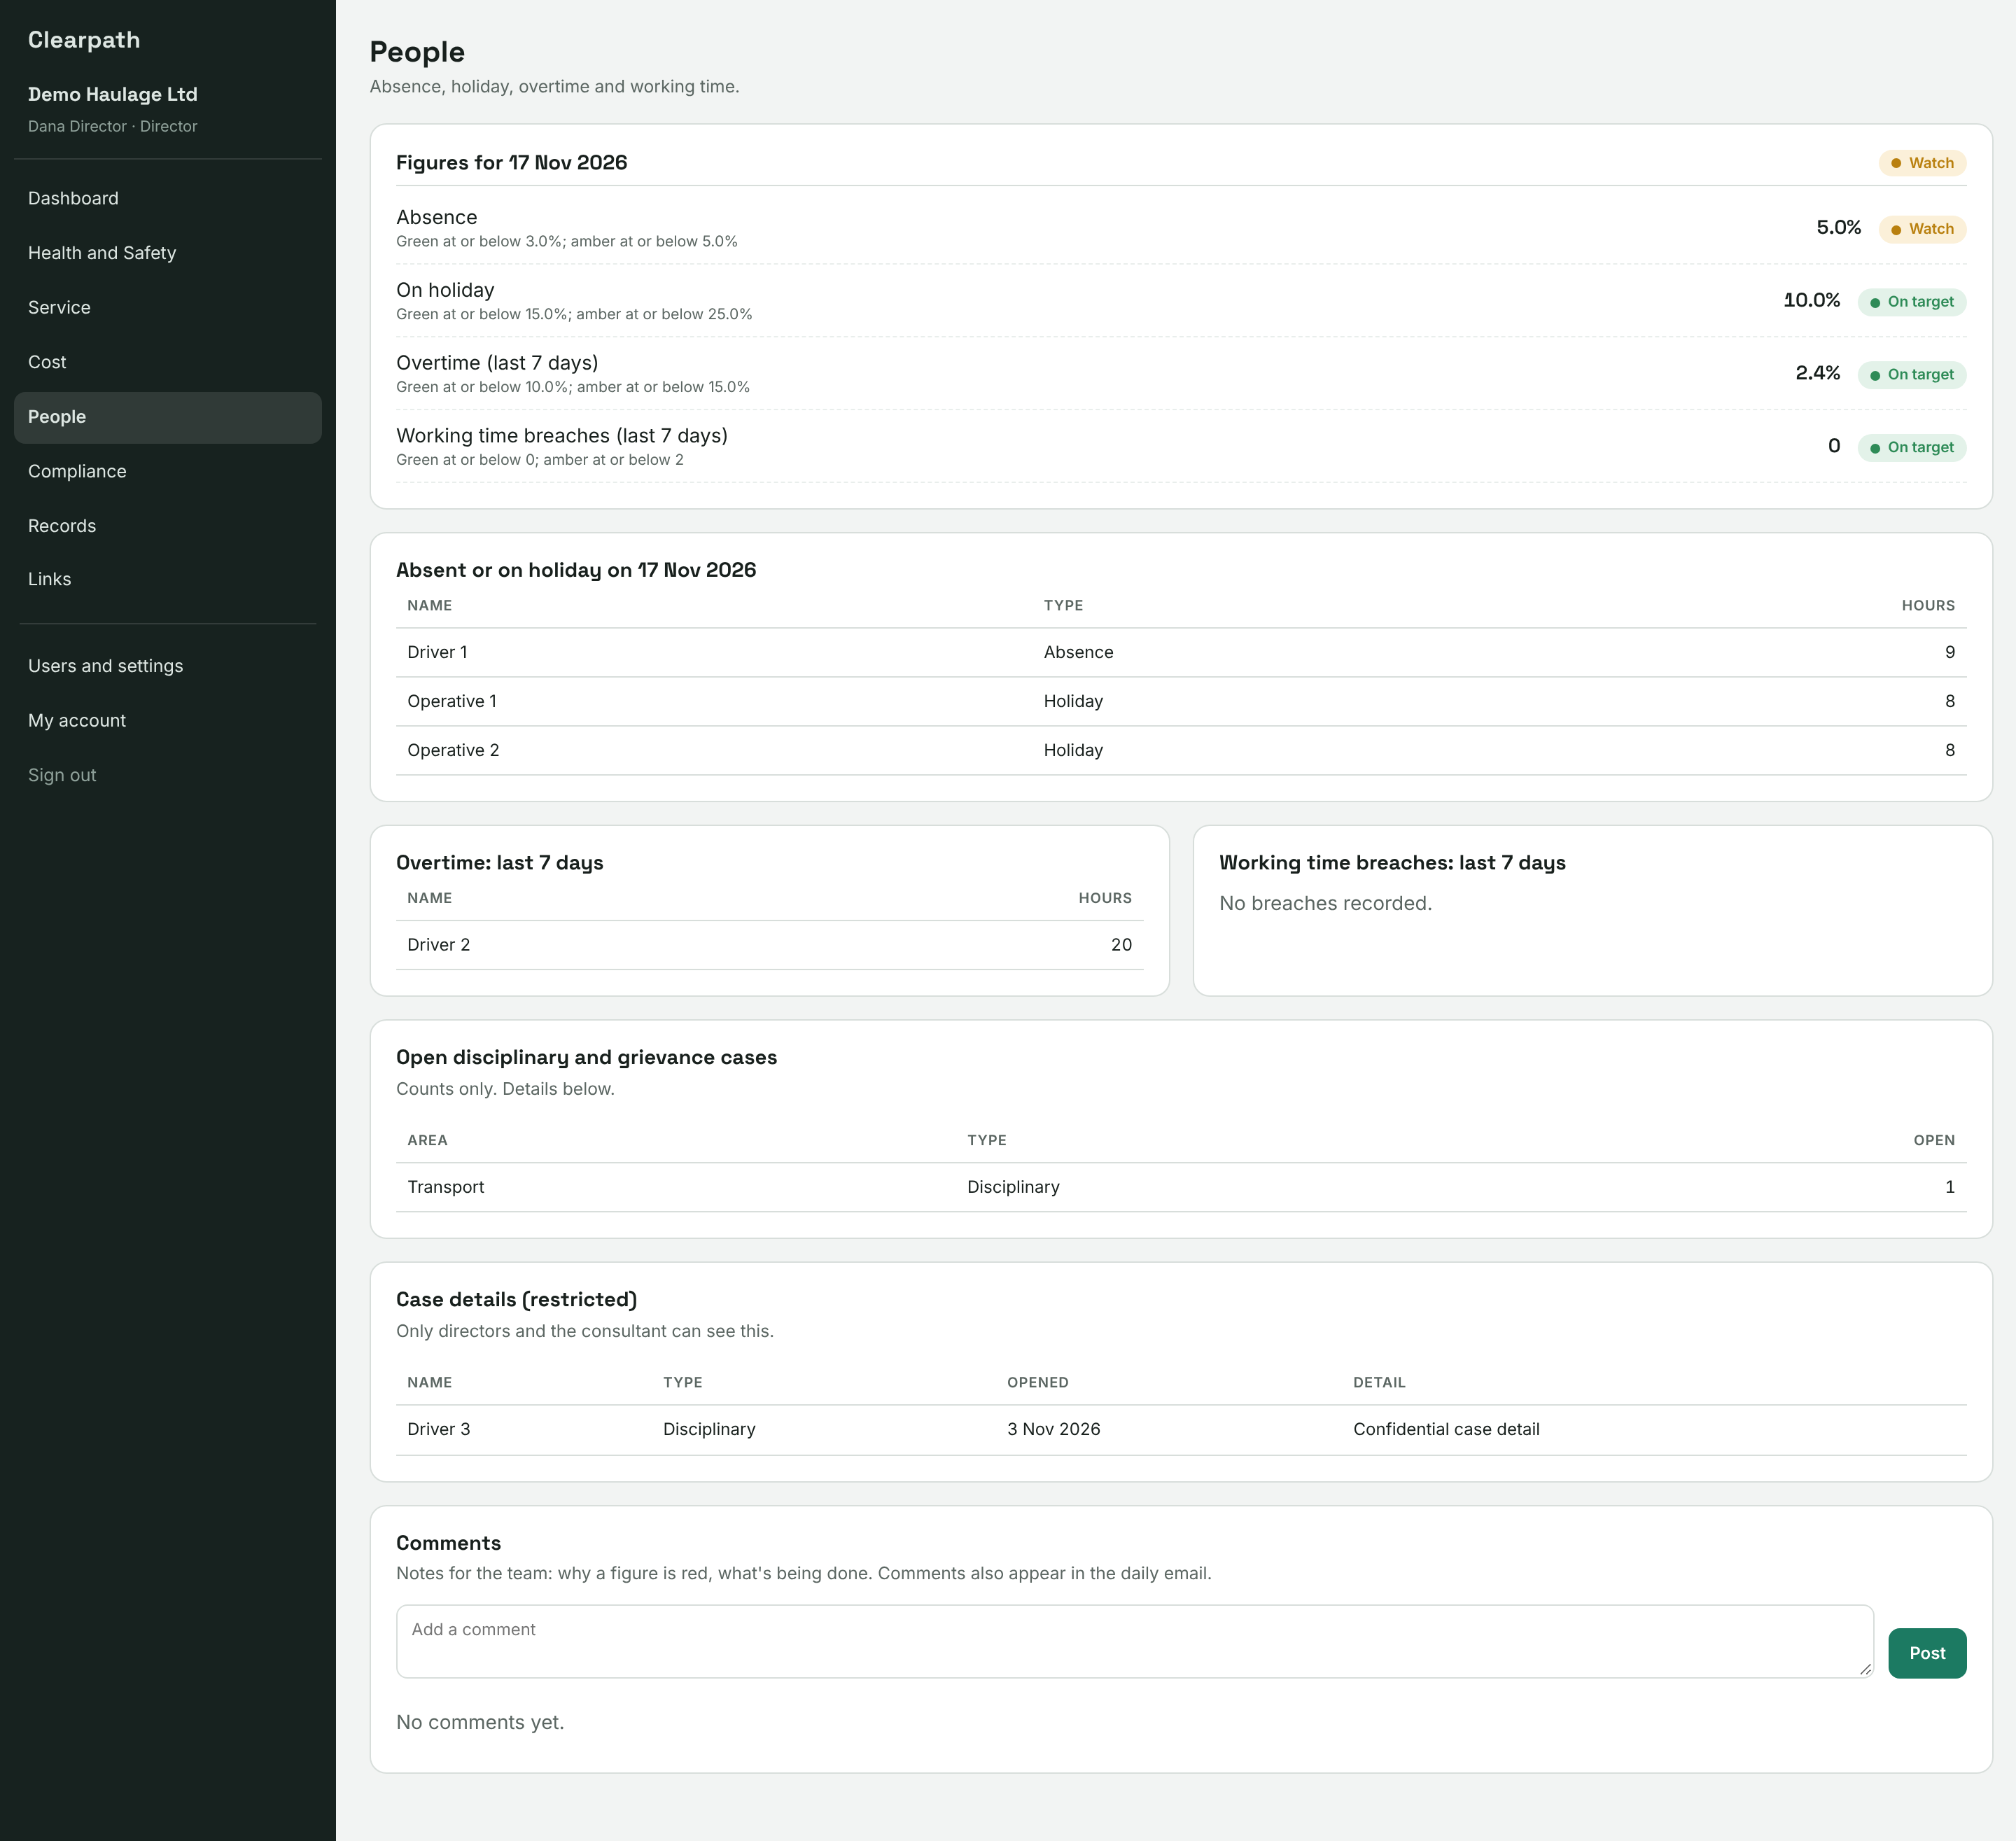 Clearpath
Demo Haulage Ltd
Dana Director · Director
Dashboard
Health and Safety
Service
Cost
People
Compliance
Records
Links
Users and settings
My account
Sign out
People
Absence, holiday, overtime and working time.
Figures for 17 Nov 2026 Watch
Absence 5.0% Watch
Green at or below 3.0%; amber at or below 5.0%
On holiday 10.0% On target
Green at or below 15.0%; amber at or below 25.0%
Overtime (last 7 days) 2.4% On target
Green at or below 10.0%; amber at or below 15.0%
Working time breaches (last 7 days) 0 On target
Green at or below 0; amber at or below 2
Absent or on holiday on 17 Nov 2026
NAME TYPE HOURS
Driver 1 Absence 9
Operative 1 Holiday 8
Operative 2 Holiday 8
Overtime: last 7 days
NAME HOURS
Driver 2 20
Working time breaches: last 7 days
No breaches recorded.
Open disciplinary and grievance cases
Counts only. Details below.
AREA TYPE OPEN
Transport Disciplinary 1
Case details (restricted)
Only directors and the consultant can see this.
NAME TYPE OPENED DETAIL
Driver 3 Disciplinary 3 Nov 2026 Confidential case detail
Comments
Notes for the team: why a figure is red, what's being done. Comments also appear in the daily email.
Add a comment
Post
No comments yet.